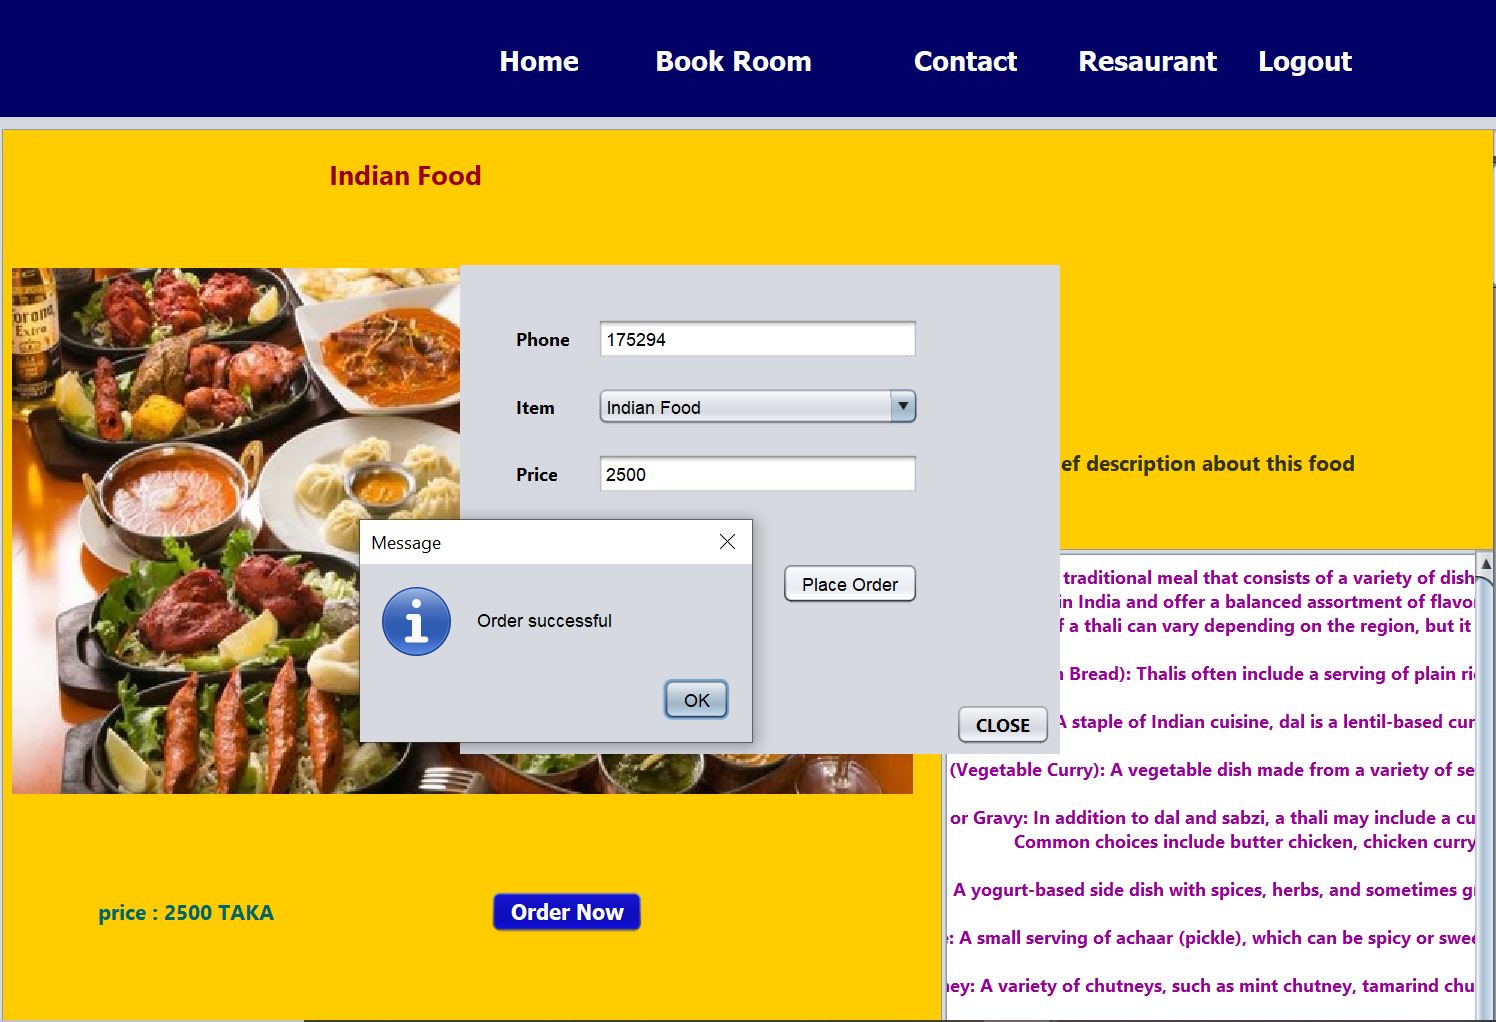 Home Book Room Contact Resaurant Logout
Indian Food
Corona
Extra
Phone 175294
Item Indian Food
Price 2500
Place Order
CLOSE
Message
Order successful
OK
description about this food
traditional meal that consists of a variety of dish
in India and offer a balanced assortment of flavo
a thali can vary depending on the region, but it
Bread): Thalis often include a serving of plain
A staple of Indian cuisine, dal is a lentil-based cur
(Vegetable Curry): A vegetable dish made from a variety of se
or Gravy: In addition to dal and sabzi, a thali may include a cu
Common choices include butter chicken, chicken curry
A yogurt-based side dish with spices, herbs, and sometimes
: A small serving of achaar (pickle), which can be spicy or swee
A variety of chutneys, such as mint chutney, tamarind chu
price : 2500 TAKA
Order Now